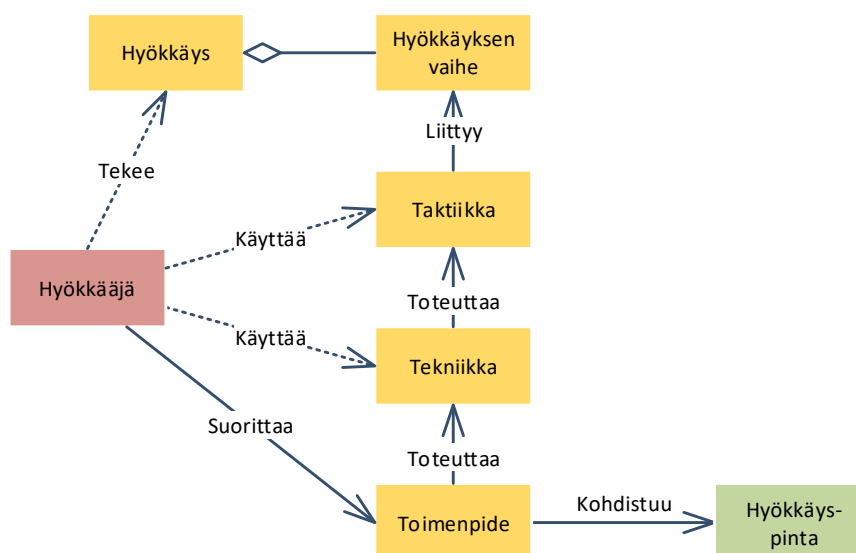 Hyökkäys
Hyökkäyksen
vaihe
Liittyy
Tekee
Taktiikka
Käyttää
Hyökkääjä
Toteuttaa
Käyttää
Tekniikka
Suorittaa
Toteuttaa
Toimenpide
Kohdistuu
Hyökkäys-
pinta